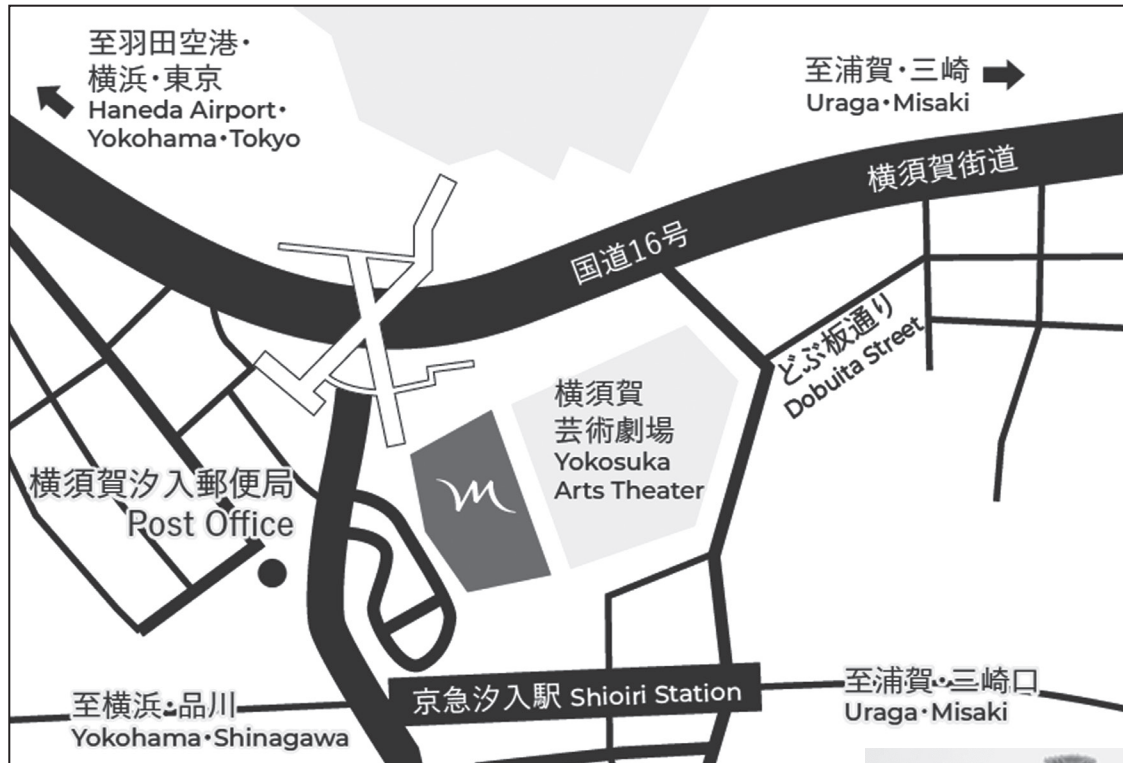 至羽田空港・
横浜・東京
Haneda Airport・
Yokohama・Tokyo
至浦賀・三崎
Uraga・Misaki
横須賀街道
国道16号
どぶ板通り
Dobuita Street
横須賀
芸術劇場
Yokosuka
Arts Theater
横須賀汐入郵便局
Post Office
m
京急汐入駅 Shioiri Station
至横浜・品川
Yokohama・Shinagawa
至浦賀・三崎口
Uraga・Misaki